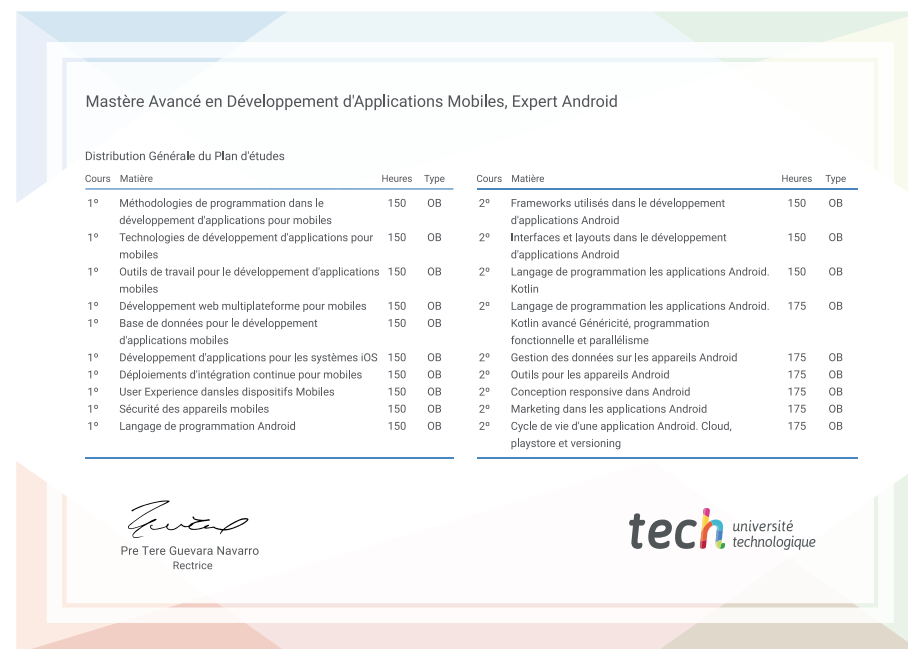 Mastère Avancé en Développement d'Applications Mobiles, Expert Android
Distribution Générale du Plan d'études
Cours Matière Heures Type
1º Méthodologies de programmation dans le 150 OB
développement d'applications pour mobiles
1º Technologies de développement d'applications pour 150 OB
mobiles
1º Outils de travail pour le développement d'applications 150 OB
mobiles
1º Développement web multiplateforme pour mobiles 150 OB
1º Base de données pour le développement 150 OB
d'applications mobiles
1º Développement d'applications pour les systèmes iOS 150 OB
1º Déploiements d'intégration continue pour mobiles 150 OB
1º User Experience dansles dispositifs Mobiles 150 OB
1º Sécurité des appareils mobiles 150 OB
1º Langage de programmation Android 150 OB
Cours Matière Heures Type
2º Frameworks utilisés dans le développement 150 OB
d'applications Android
2º Interfaces et layouts dans le développement 150 OB
d'applications Android
2º Langage de programmation les applications Android. 150 OB
Kotlin
2º Langage de programmation les applications Android. 175 OB
Kotlin avancé Généricité, programmation
fonctionnelle et parallélisme
2º Gestion des données sur les appareils Android 175 OB
2º Outils pour les appareils Android 175 OB
2º Conception responsive dans Android 175 OB
2º Marketing dans les applications Android 175 OB
2º Cycle de vie d'une application Android. Cloud, 175 OB
playstore et versioning
Pre Tere Guevara Navarro
Rectrice
tech université
technologique